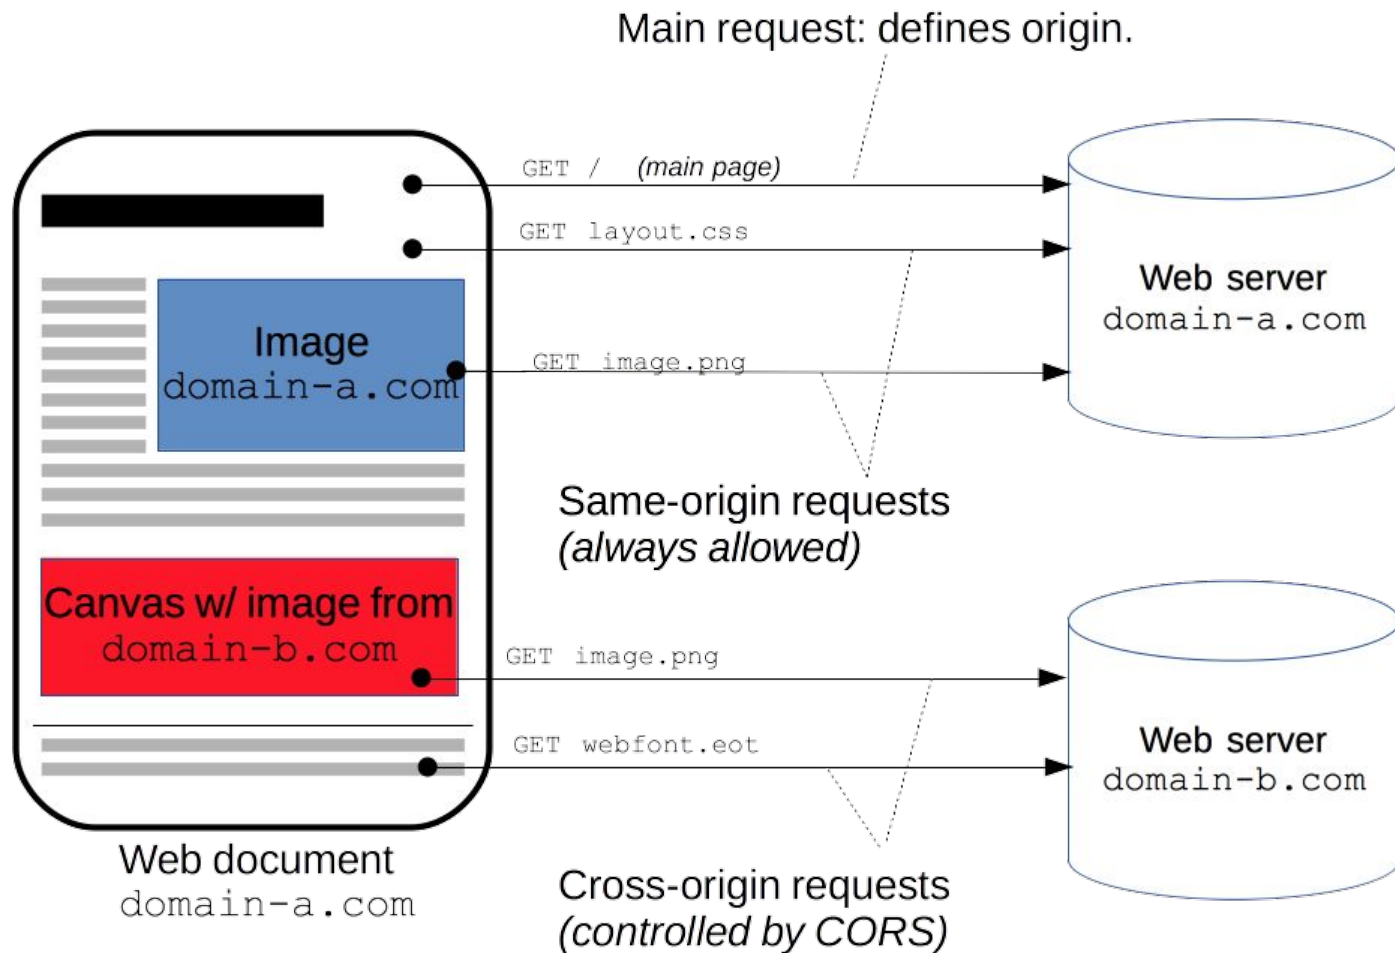 Main request: defines origin.
GET / (main page)
GET layout.css
Image
domain-a.com
GET image.png
Web server
domain-a.com
Same-origin requests
(always allowed)
Canvas w/ image from
domain-b.com
GET image.png
GET webfont.eot
Web server
domain-b.com
Web document
domain-a.com
Cross-origin requests
(controlled by CORS)